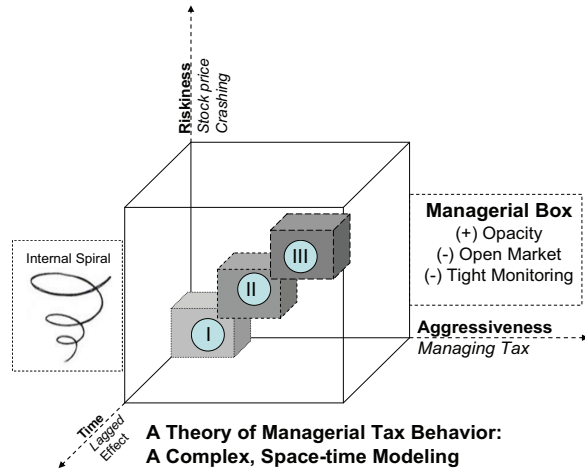 Riskiness
Stock price
Crashing
Managerial Box
(+) Opacity
(-) Open Market
(-) Tight Monitoring
Internal Spiral
III
II
I
Aggressiveness
Managing Tax
Time
Lagged
Effect
A Theory of Managerial Tax Behavior:
A Complex, Space-time Modeling